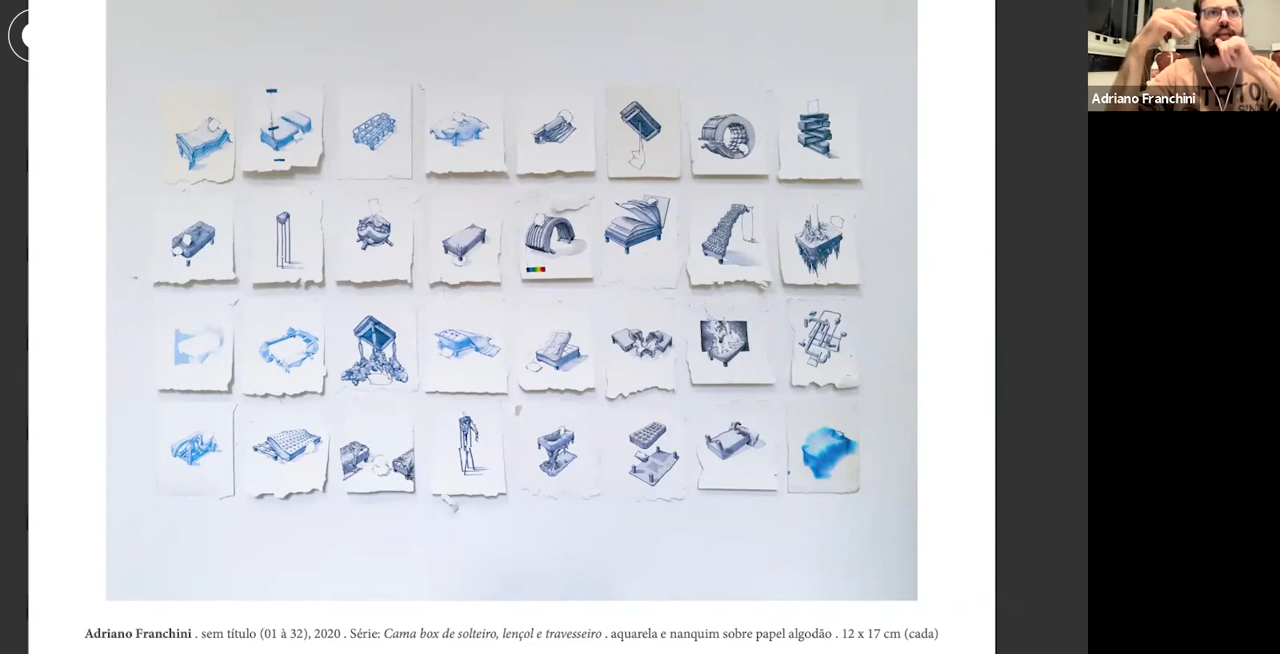 Adriano Franchini
Adriano Franchini . sem título (01 à 32), 2020 . Série: Cama box de solteiro, lençol e travesseiro . aquarela e nanquim sobre papel algodão . 12 x 17 cm (cada)